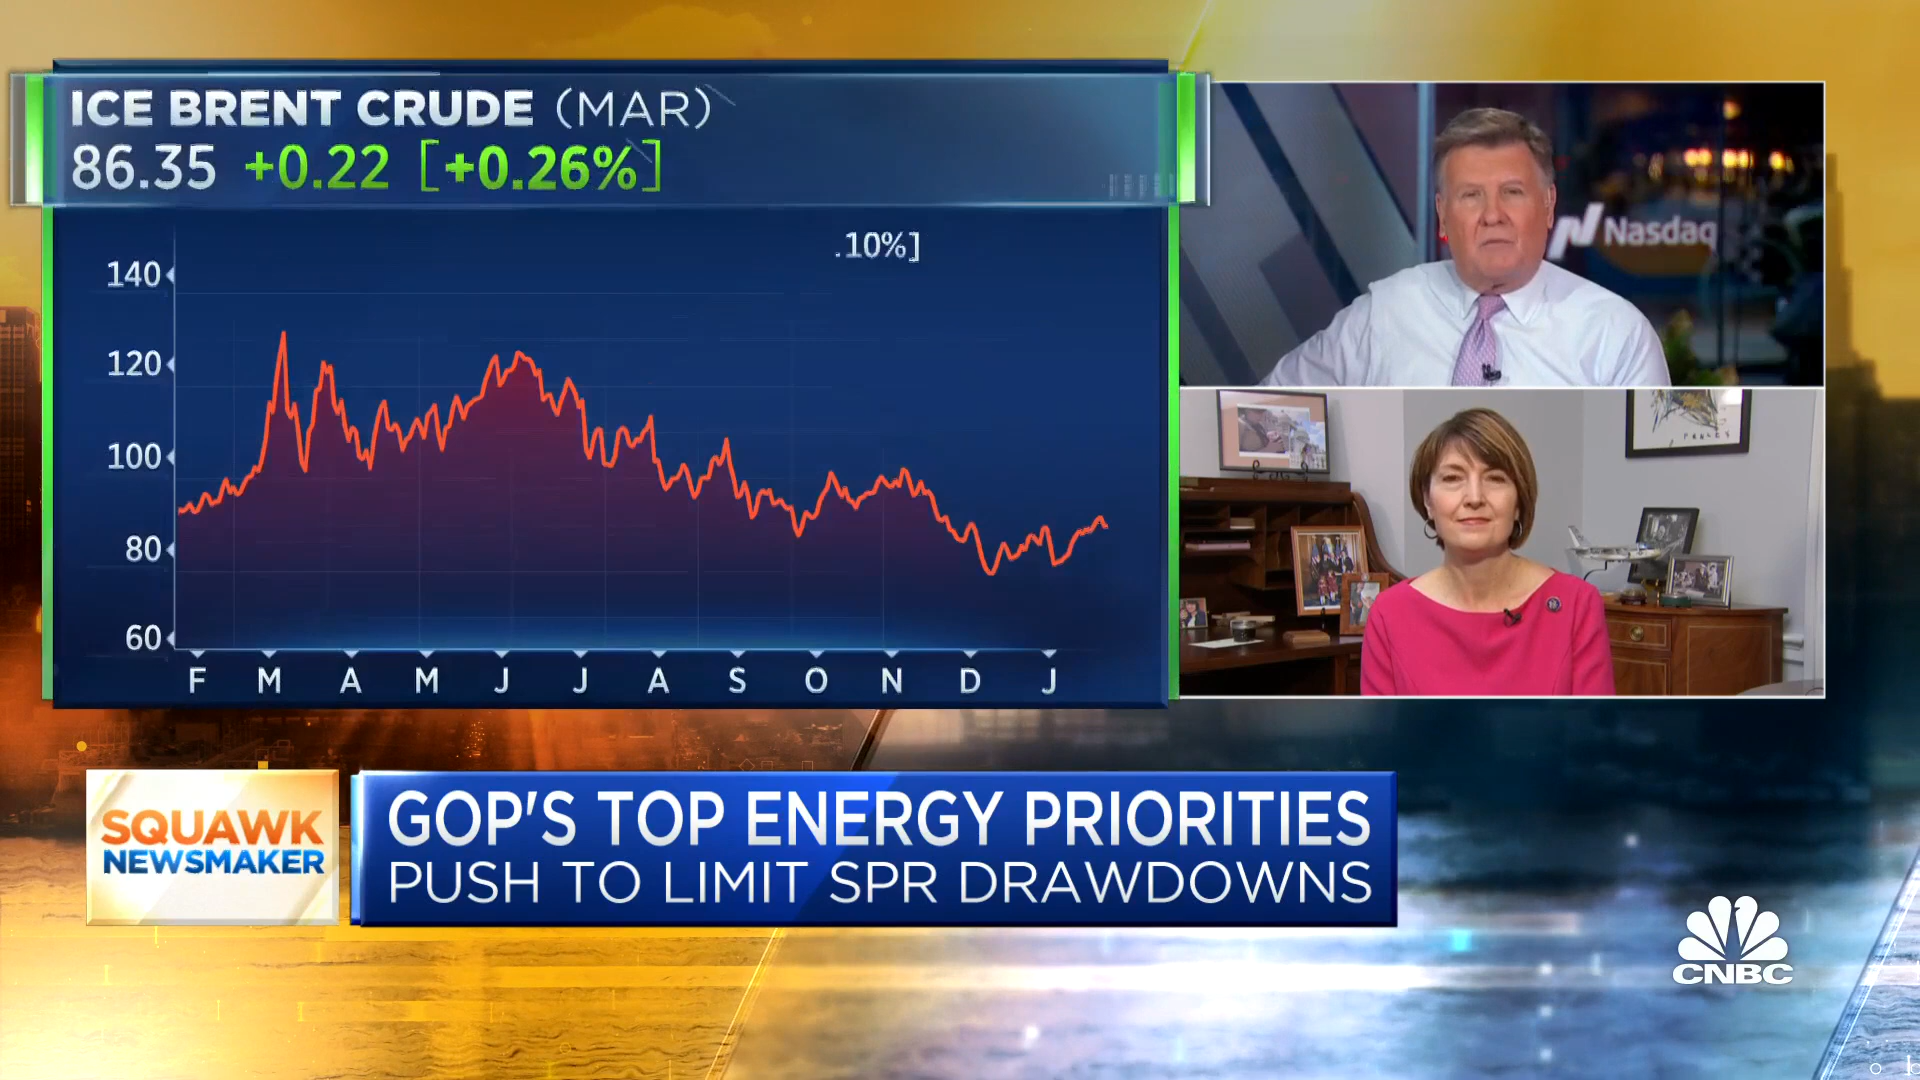 ICE BRENT CRUDE (MAR)
86.35 +0.22 [+0.26%]
.10%]
140
120
100
80
60
F M A M J J A S O N D J
Nasdaq
SQUAWK
NEWSMAKER
GOP'S TOP ENERGY PRIORITIES
PUSH TO LIMIT SPR DRAWDOWNS
CNBC